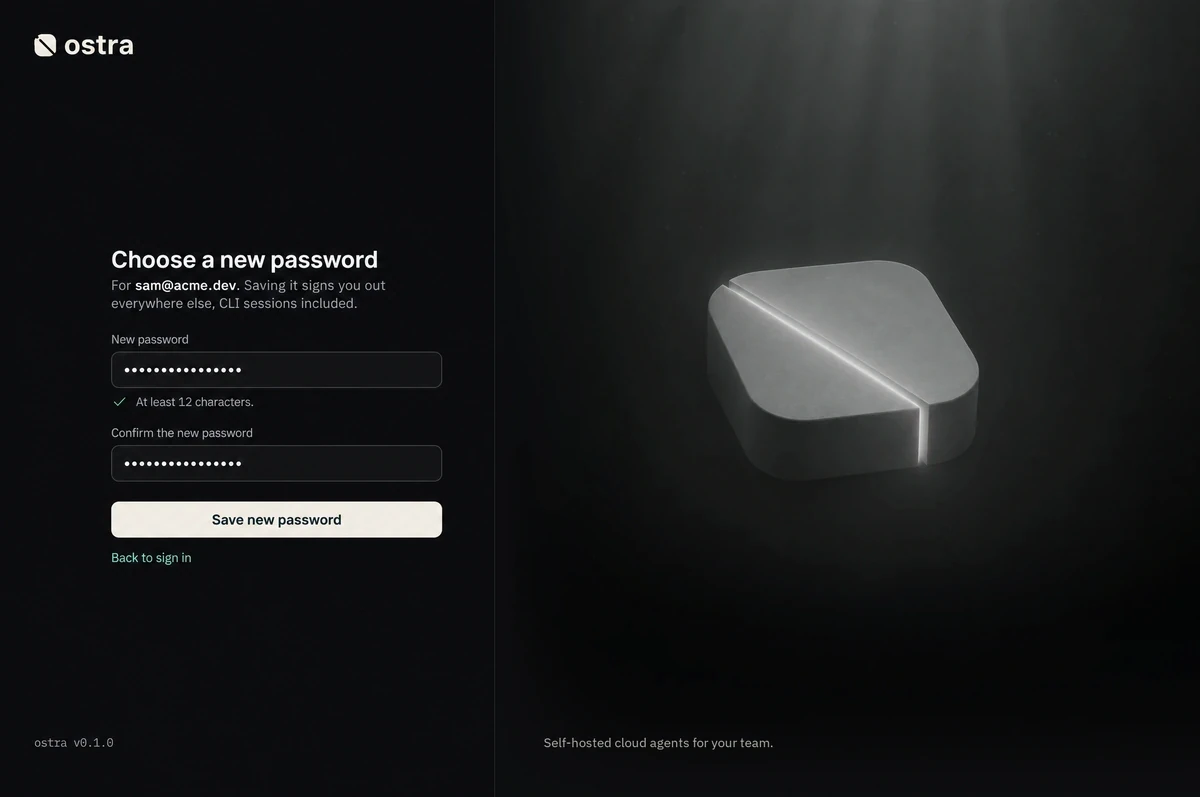 ostra
Choose a new password
For sam@acme.dev. Saving it signs you out
everywhere else, CLI sessions included.
New password
••••••••••••••••
At least 12 characters.
Confirm the new password
••••••••••••••••
Save new password
Back to sign in
ostra v0.1.0
Self-hosted cloud agents for your team.